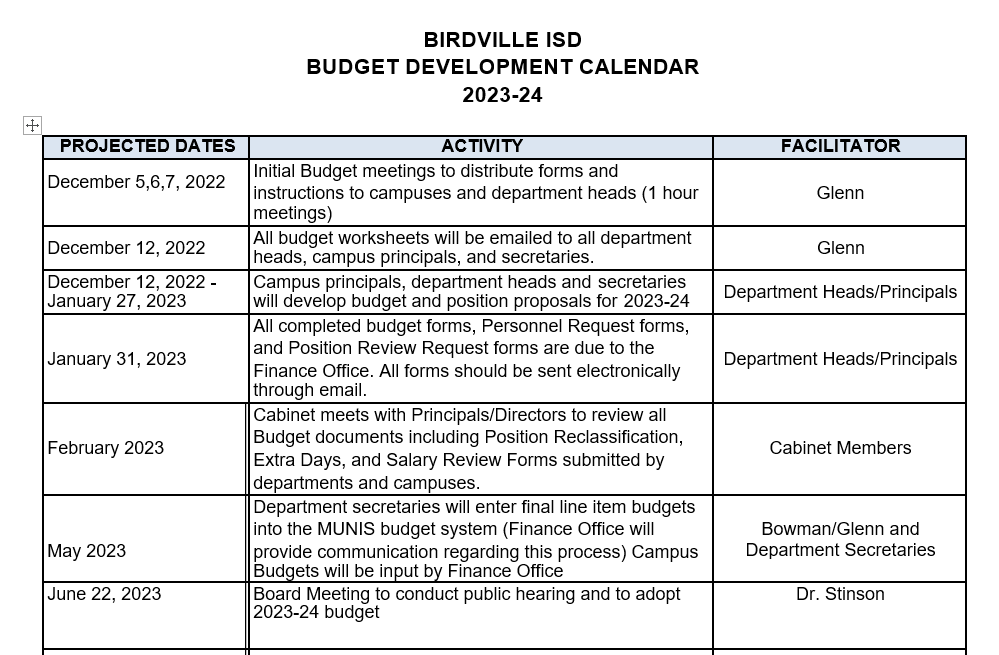 BIRDVILLE ISD
BUDGET DEVELOPMENT CALENDAR
2023-24
PROJECTED DATES
ACTIVITY
FACILITATOR
December 5,6,7, 2022
Initial Budget meetings to distribute forms and
instructions to campuses and department heads (1 hour
meetings)
Glenn
December 12, 2022
All budget worksheets will be emailed to all department
heads, campus principals, and secretaries.
Glenn
December 12, 2022 -
January 27, 2023
Campus principals, department heads and secretaries
will develop budget and position proposals for 2023-24
Department Heads/Principals
January 31, 2023
All completed budget forms, Personnel Request forms,
and Position Review Request forms are due to the
Finance Office. All forms should be sent electronically
through email.
Department Heads/Principals
February 2023
Cabinet meets with Principals/Directors to review all
Budget documents including Position Reclassification,
Extra Days, and Salary Review Forms submitted by
departments and campuses.
Cabinet Members
May 2023
Department secretaries will enter final line item budgets
into the MUNIS budget system (Finance Office will
provide communication regarding this process) Campus
Budgets will be input by Finance Office
Bowman/Glenn and
Department Secretaries
June 22, 2023
Board Meeting to conduct public hearing and to adopt
2023-24 budget
Dr. Stinson